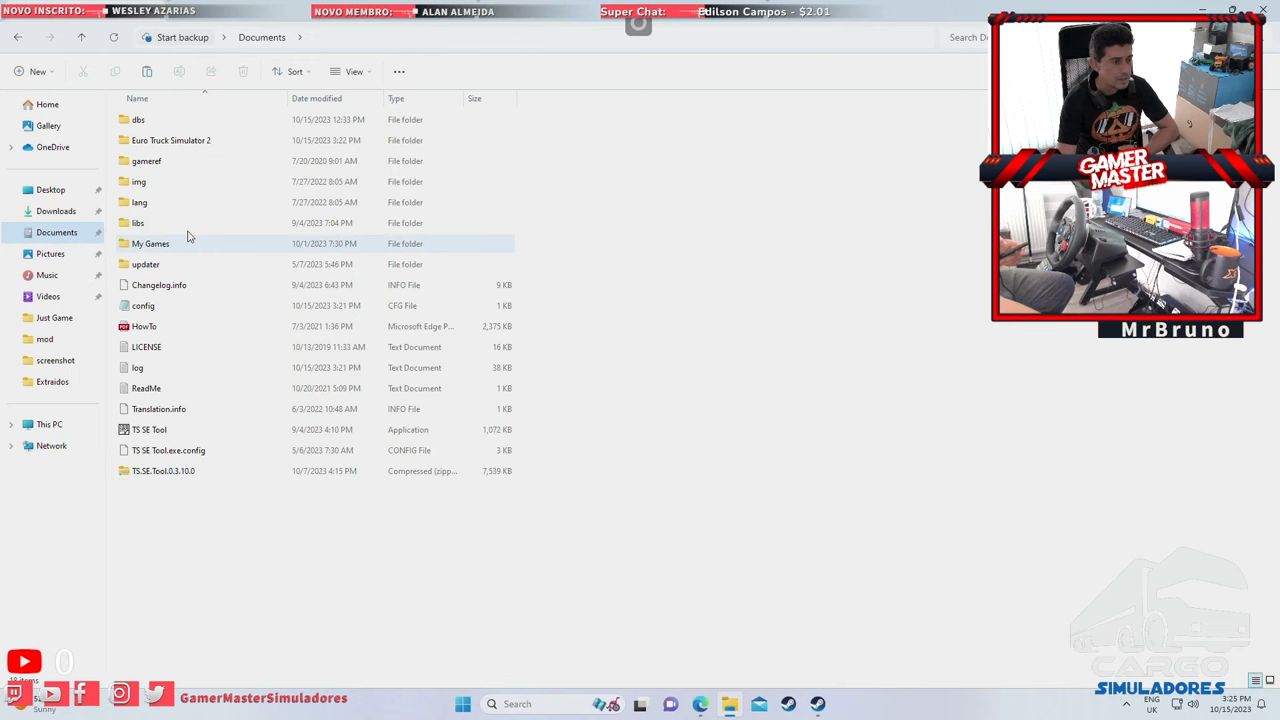 NOVO INSCRITO: WESLEY AZARIAS NOVO MEMBRO: ALAN ALMEIDA Super Chat: Edilson Campos - $2.01
Start backup Documents Search Do
New Sort View
Name Date modified Type Size
Home
Gallery
OneDrive
Desktop
Downloads
Documents
Pictures
Music
Videos
Just Game
mod
screenshot
Extraidos
This PC
Network
dbs 10/15/2023 12:33 PM File folder
Euro Truck Simulator 2 10/15/2023 3:22 PM File folder
gameref 7/20/2020 9:01 AM File folder
img 7/27/2022 8:05 AM File folder
lang 7/27/2022 8:05 AM File folder
libs 9/4/2023 7:04 PM File folder
My Games 10/1/2023 7:30 PM File folder
updater 5/7/2023 5:46 PM File folder
Changelog.info 9/4/2023 6:43 PM INFO File 9 KB
config 10/15/2023 3:21 PM CFG File 1 KB
HowTo 7/3/2021 1:36 PM Microsoft Edge P... 2,375 KB
LICENSE 10/13/2019 11:33 AM Text Document 16 KB
log 10/15/2023 3:21 PM Text Document 38 KB
ReadMe 10/20/2021 5:09 PM Text Document 1 KB
Translation.info 6/3/2022 10:48 AM INFO File 1 KB
TS SE Tool 9/4/2023 4:10 PM Application 1,072 KB
TS SE Tool.exe.config 5/6/2023 7:30 AM CONFIG File 3 KB
TS.SE.Tool.0.3.10.0 10/7/2023 4:15 PM Compressed (zipp... 7,539 KB
GAMER
MASTER
MrBruno
CARGO
SIMULADORES
0
GamerMasterSimuladores
Sunny
Search
ENG
UK
3:25 PM
10/15/2023